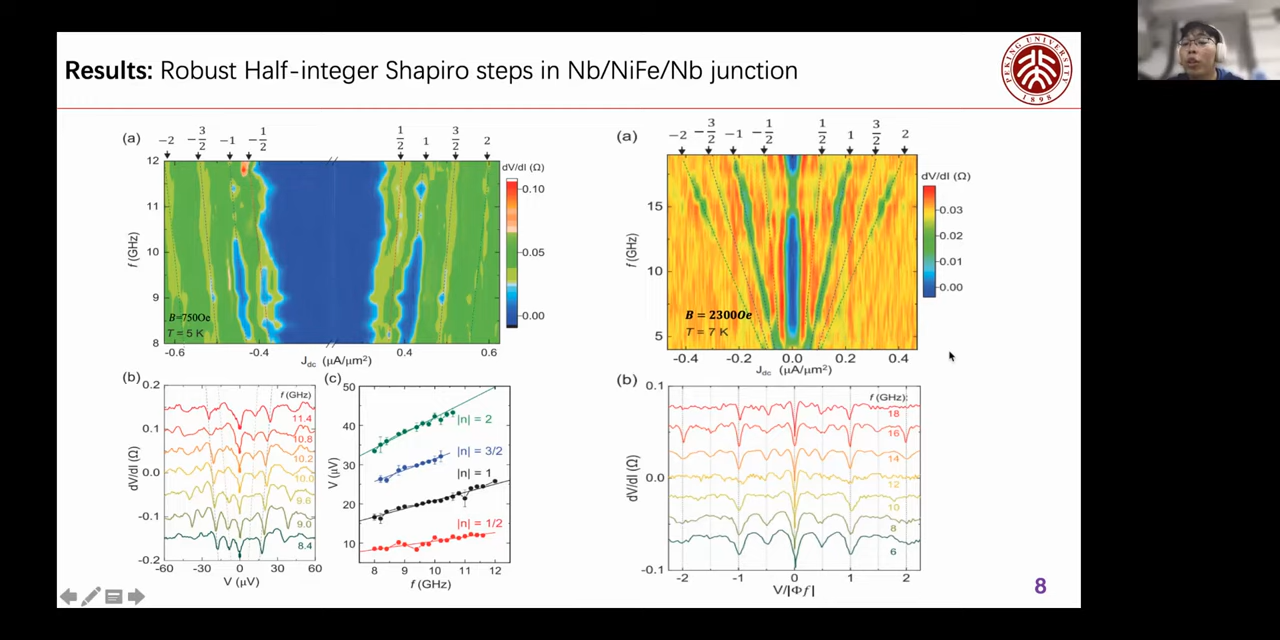 Results: Robust Half-integer Shapiro steps in Nb/NiFe/Nb junction
PEKING UNIVERSITY
1898
(a)
-2 -3/2 -1 -1/2 1/2 1 3/2 2
12
11
10
9
8
f (GHz)
B=750Oe
T = 5 K
-0.6 -0.4 0.4 0.6
Jdc (μA/μm²)
dV/dI (Ω)
0.10
0.05
0.00
(b)
0.2
0.1
0.0
-0.1
-0.2
dV/dI (Ω)
f (GHz)
11.4
10.8
10.2
10.0
9.6
9.0
8.4
-60 -30 0 30 60
V (μV)
(c)
50
40
30
20
10
V (μV)
|n| = 2
|n| = 3/2
|n| = 1
|n| = 1/2
8 9 10 11 12
f (GHz)
(a)
-2 -3/2 -1 -1/2 1/2 1 3/2 2
15
10
5
f (GHz)
B = 2300Oe
T = 7 K
-0.4 -0.2 0.0 0.2 0.4
Jdc (μA/μm²)
dV/dI (Ω)
0.03
0.02
0.01
0.00
(b)
0.1
0.0
-0.1
dV/dI (Ω)
f (GHz):
18
16
14
12
10
8
6
-2 -1 0 1 2
V/|Φf|
8